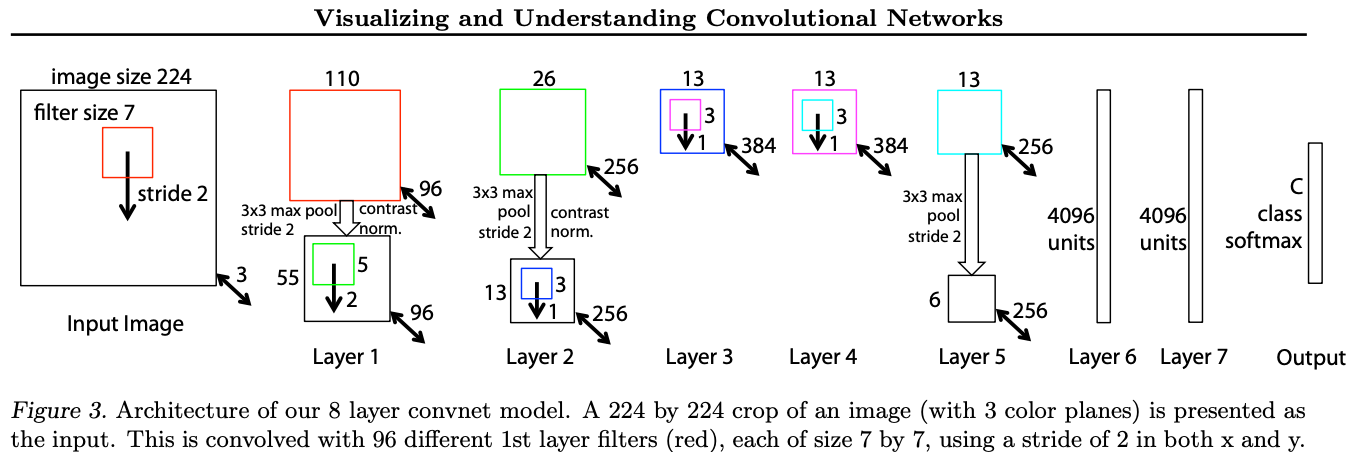 Visualizing and Understanding Convolutional Networks
image size 224
filter size 7
stride 2
3
Input Image
110
96
3x3 max pool
stride 2
contrast
norm.
55
5
2
96
Layer 1
26
256
3x3 max
pool
stride 2
contrast
norm.
13
3
1
256
Layer 2
13
3
1
384
Layer 3
13
3
1
384
Layer 4
13
256
3x3 max
pool
stride 2
6
256
Layer 5
4096
units
Layer 6
4096
units
Layer 7
C
class
softmax
Output
Figure 3. Architecture of our 8 layer convnet model. A 224 by 224 crop of an image (with 3 color planes) is presented as
the input. This is convolved with 96 different 1st layer filters (red), each of size 7 by 7, using a stride of 2 in both x and y.